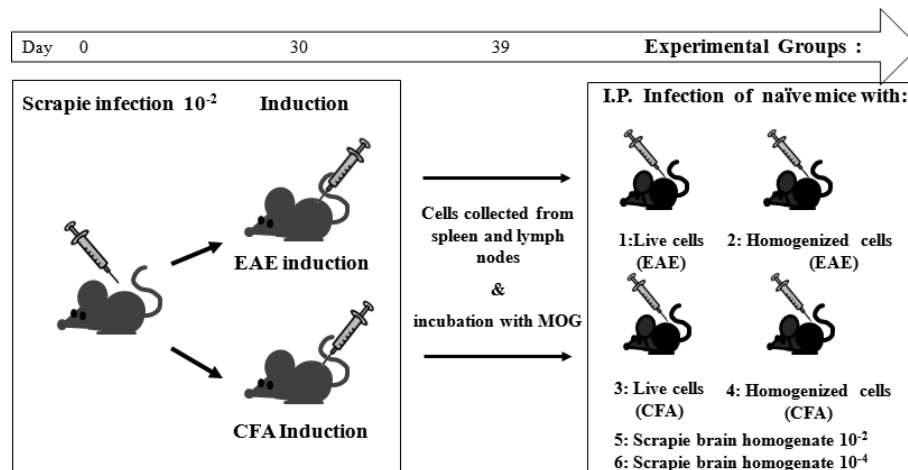 Day 0 30 39 Experimental Groups :
Scrapie infection 10⁻² Induction
EAE induction
CFA Induction
Cells collected from
spleen and lymph
nodes
&
incubation with MOG
I.P. Infection of naïve mice with:
1:Live cells
(EAE)
2: Homogenized cells
(EAE)
3: Live cells
(CFA)
4: Homogenized cells
(CFA)
5: Scrapie brain homogenate 10⁻²
6: Scrapie brain homogenate 10⁻⁴